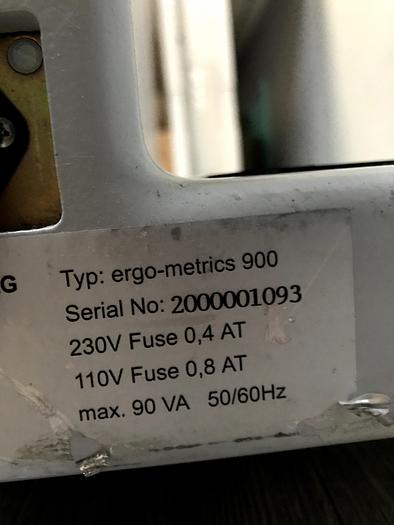 G
Typ: ergo-metrics 900
Serial No: 2000001093
230V Fuse 0,4 AT
110V Fuse 0,8 AT
max. 90 VA 50/60Hz